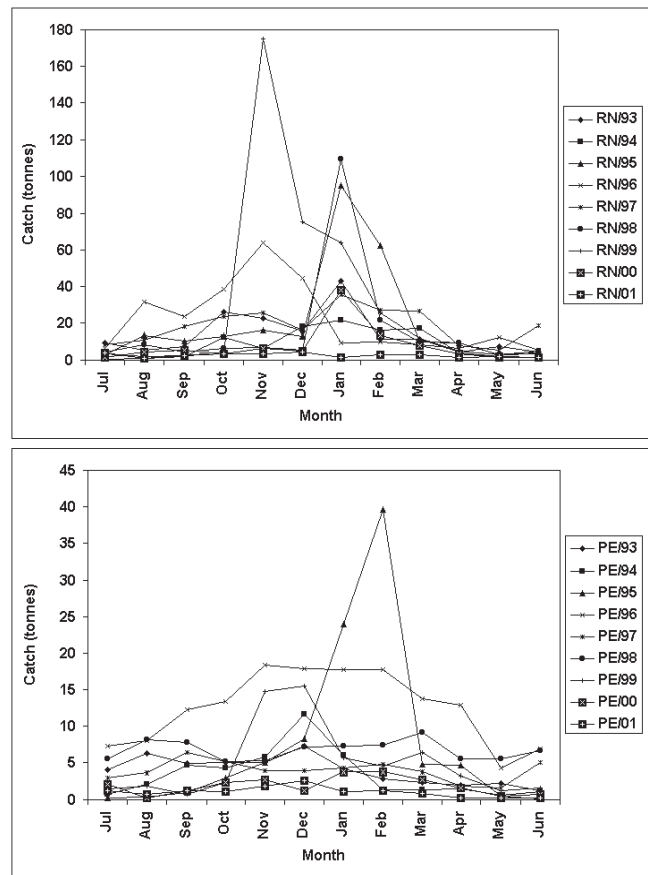 180
160
140
120
100
80
60
40
20
0
Catch (tonnes)
Jul
Aug
Sep
Oct
Nov
Dec
Jan
Feb
Mar
Apr
May
Jun
Month
RN/93
RN/94
RN/95
RN/96
RN/97
RN/98
RN/99
RN/00
RN/01
45
40
35
30
25
20
15
10
5
0
Catch (tonnes)
Jul
Aug
Sep
Oct
Nov
Dec
Jan
Feb
Mar
Apr
May
Jun
Month
PE/93
PE/94
PE/95
PE/96
PE/97
PE/98
PE/99
PE/00
PE/01